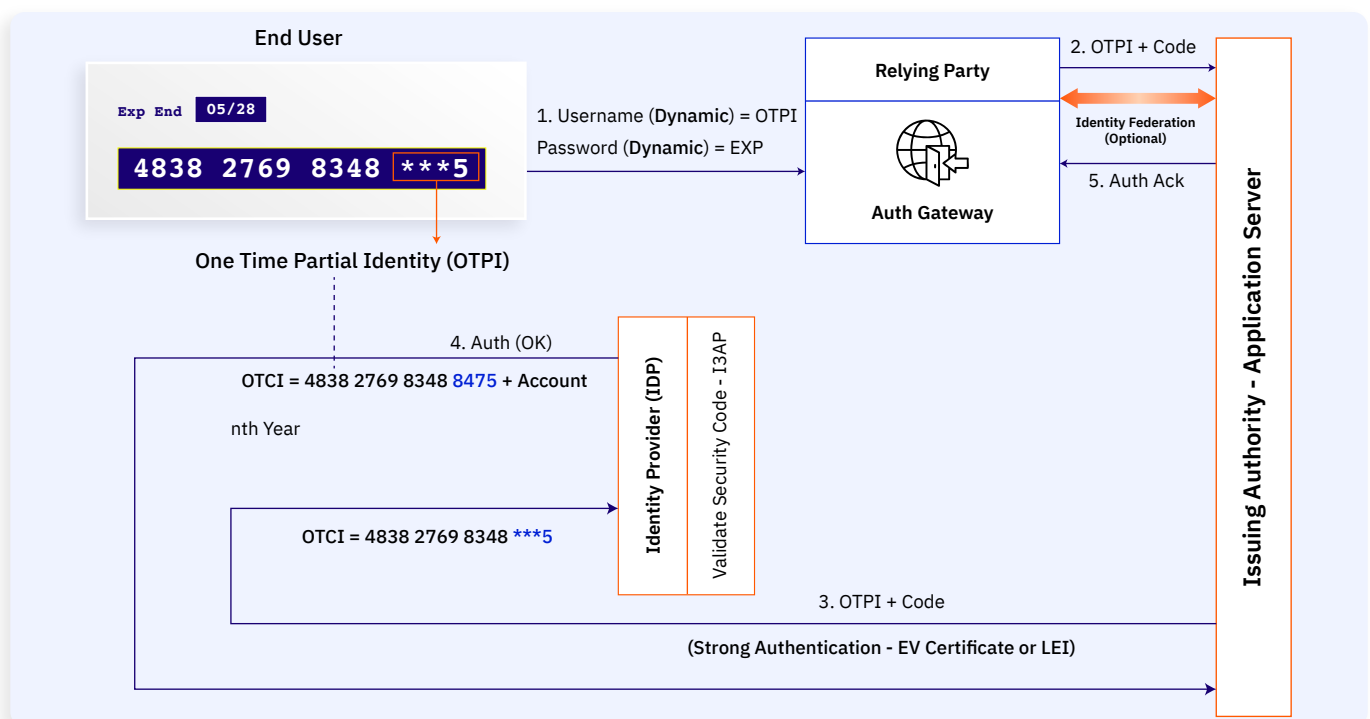 End User
Exp End 05/28
4838 2769 8348 ***5
One Time Partial Identity (OTPI)
1. Username (Dynamic) = OTPI
Password (Dynamic) = EXP
Relying Party
Auth Gateway
2. OTPI + Code
Identity Federation
(Optional)
5. Auth Ack
Issuing Authority - Application Server
4. Auth (OK)
OTCI = 4838 2769 8348 8475 + Account
nth Year
OTCI = 4838 2769 8348 ***5
Identity Provider (IDP)
Validate Security Code - I3AP
3. OTPI + Code
(Strong Authentication - EV Certificate or LEI)